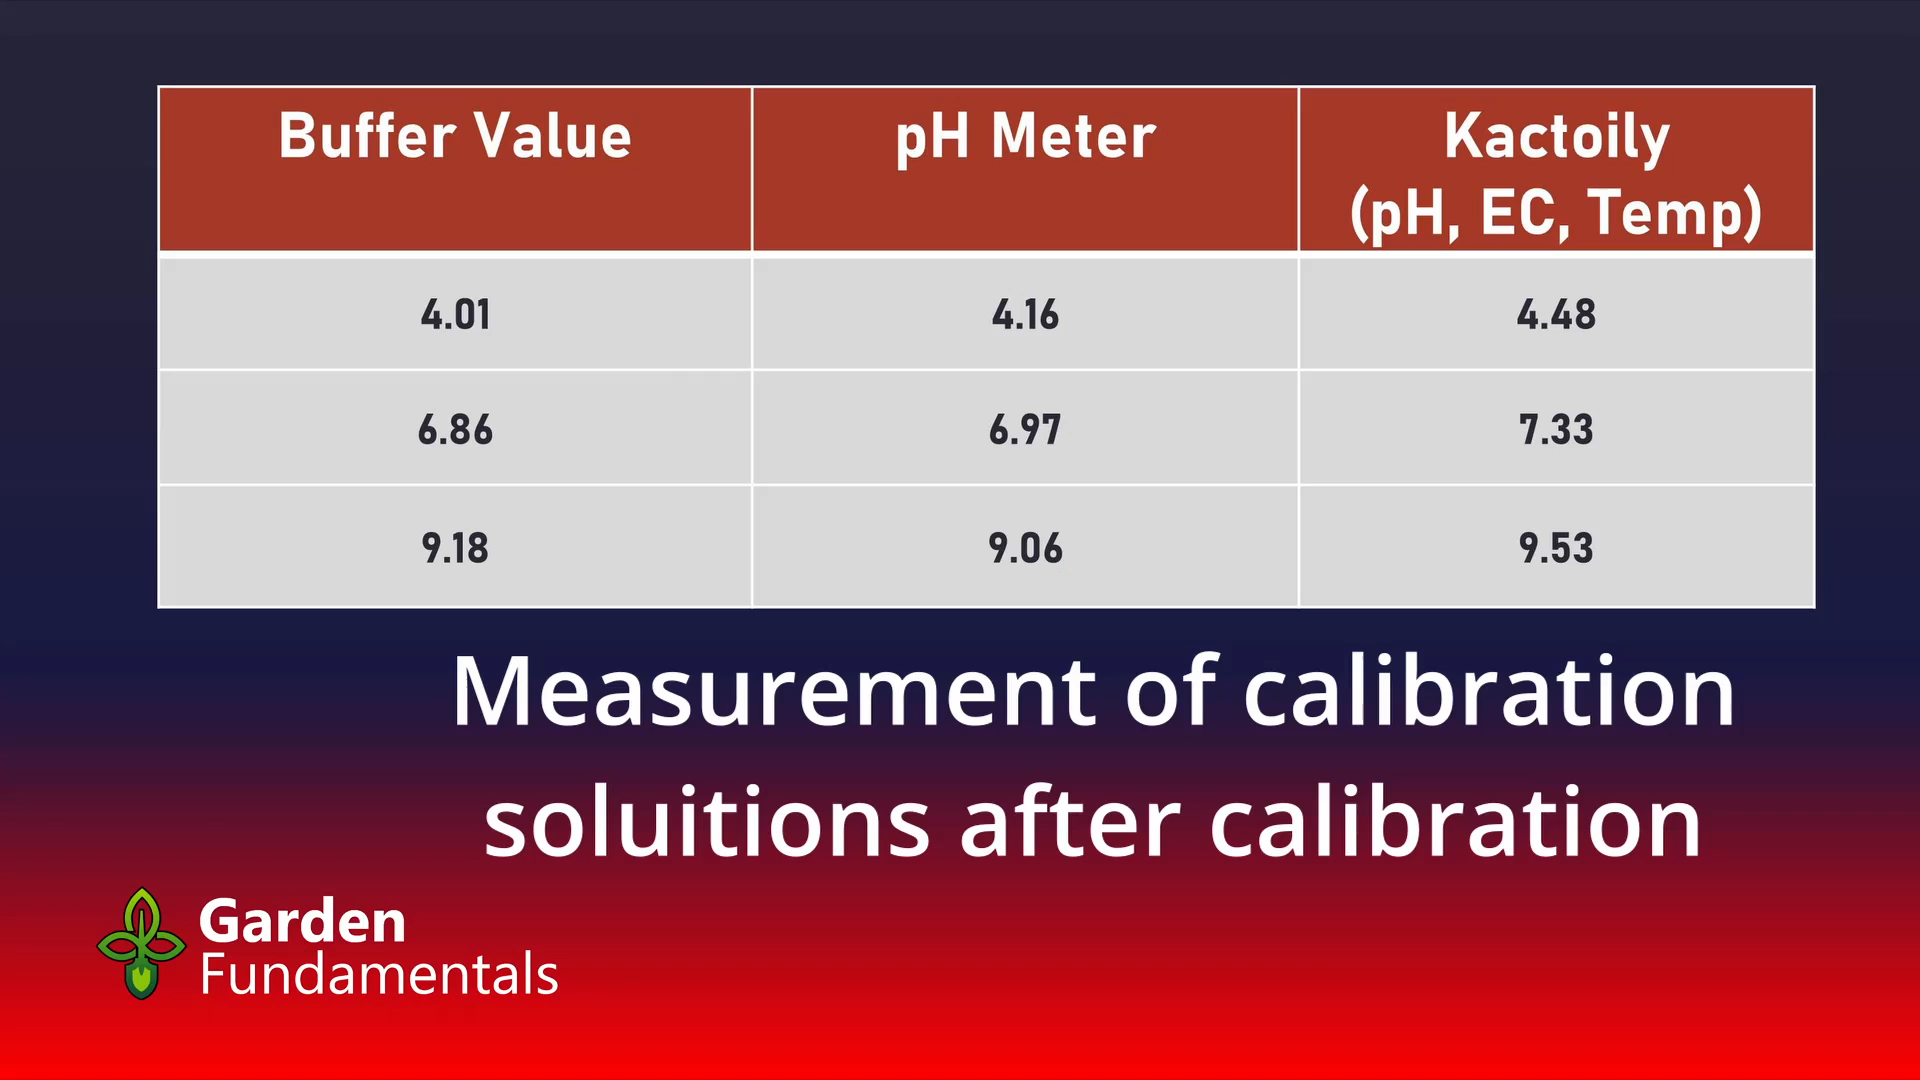 Buffer Value pH Meter Kactoily
(pH, EC, Temp)
4.01 4.16 4.48
6.86 6.97 7.33
9.18 9.06 9.53
Measurement of calibration
soluitions after calibration
Garden
Fundamentals